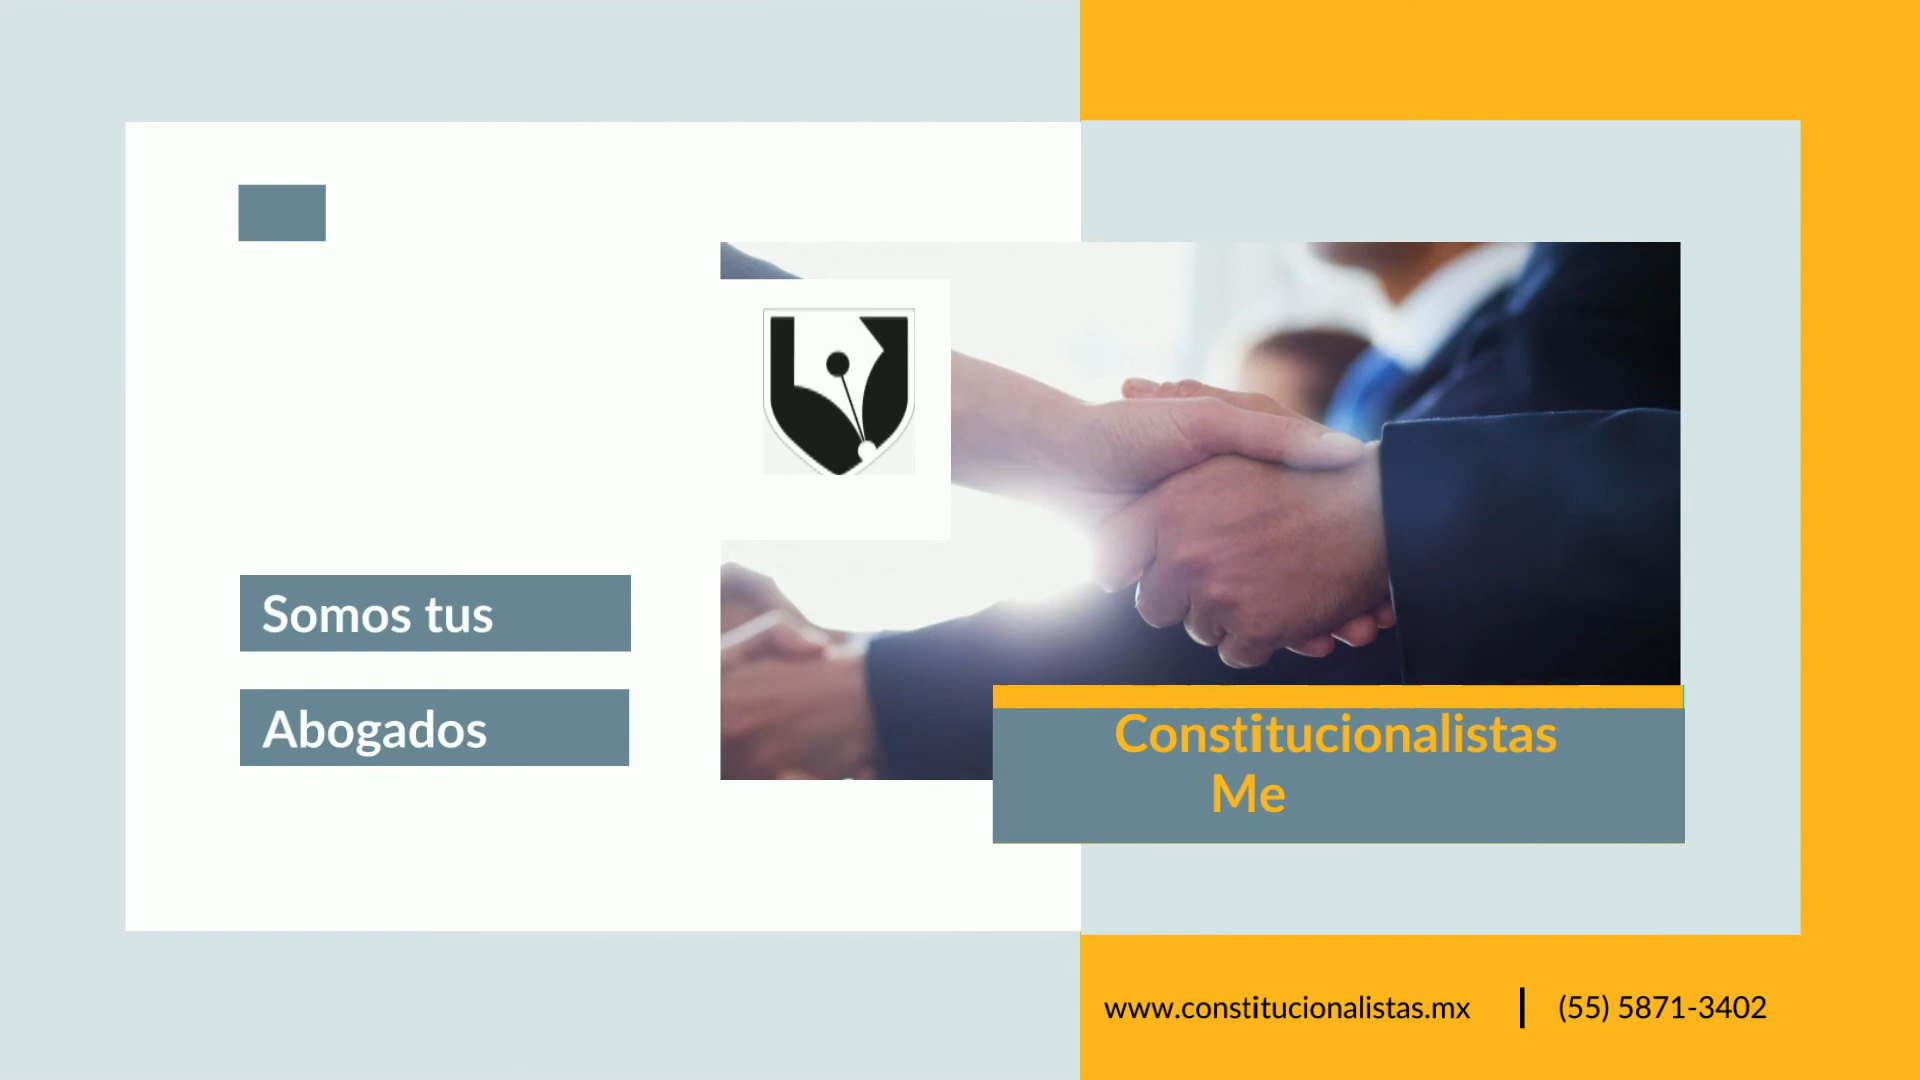 Somos tus
Abogados
Constitucionalistas
Me
www.constitucionalistas.mx | (55) 5871-3402